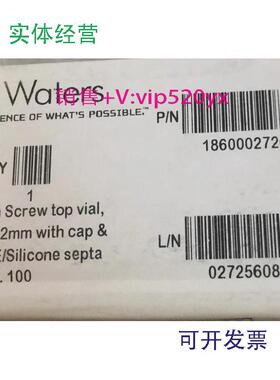 实体经营
Waters
销售+V:vip520yx
ENCE OF WHAT'S POSSIBLE.™
P/N
186000272
Y
1
Screw top vial,
2mm with cap &
E/Silicone septa
. 100
L/N
02725608
可开发票